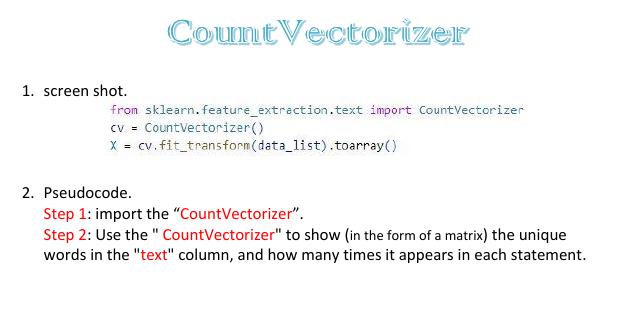 CountVectorizer
1. screen shot.
from sklearn.feature_extraction.text import CountVectorizer
cv = CountVectorizer()
X = cv.fit_transform(data_list).toarray()
2. Pseudocode.
Step 1: import the “CountVectorizer”.
Step 2: Use the " CountVectorizer" to show (in the form of a matrix) the unique
words in the "text" column, and how many times it appears in each statement.